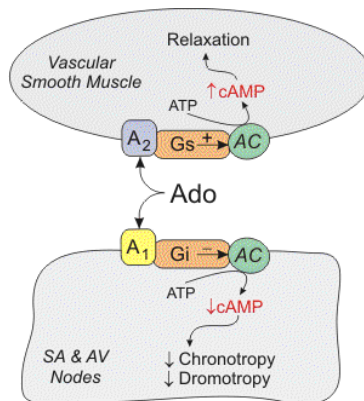 Relaxation
Vascular
Smooth Muscle
↑cAMP
ATP
A2 Gs + AC
Ado
A1 Gi − AC
ATP
↓cAMP
SA & AV
Nodes
↓ Chronotropy
↓ Dromotropy